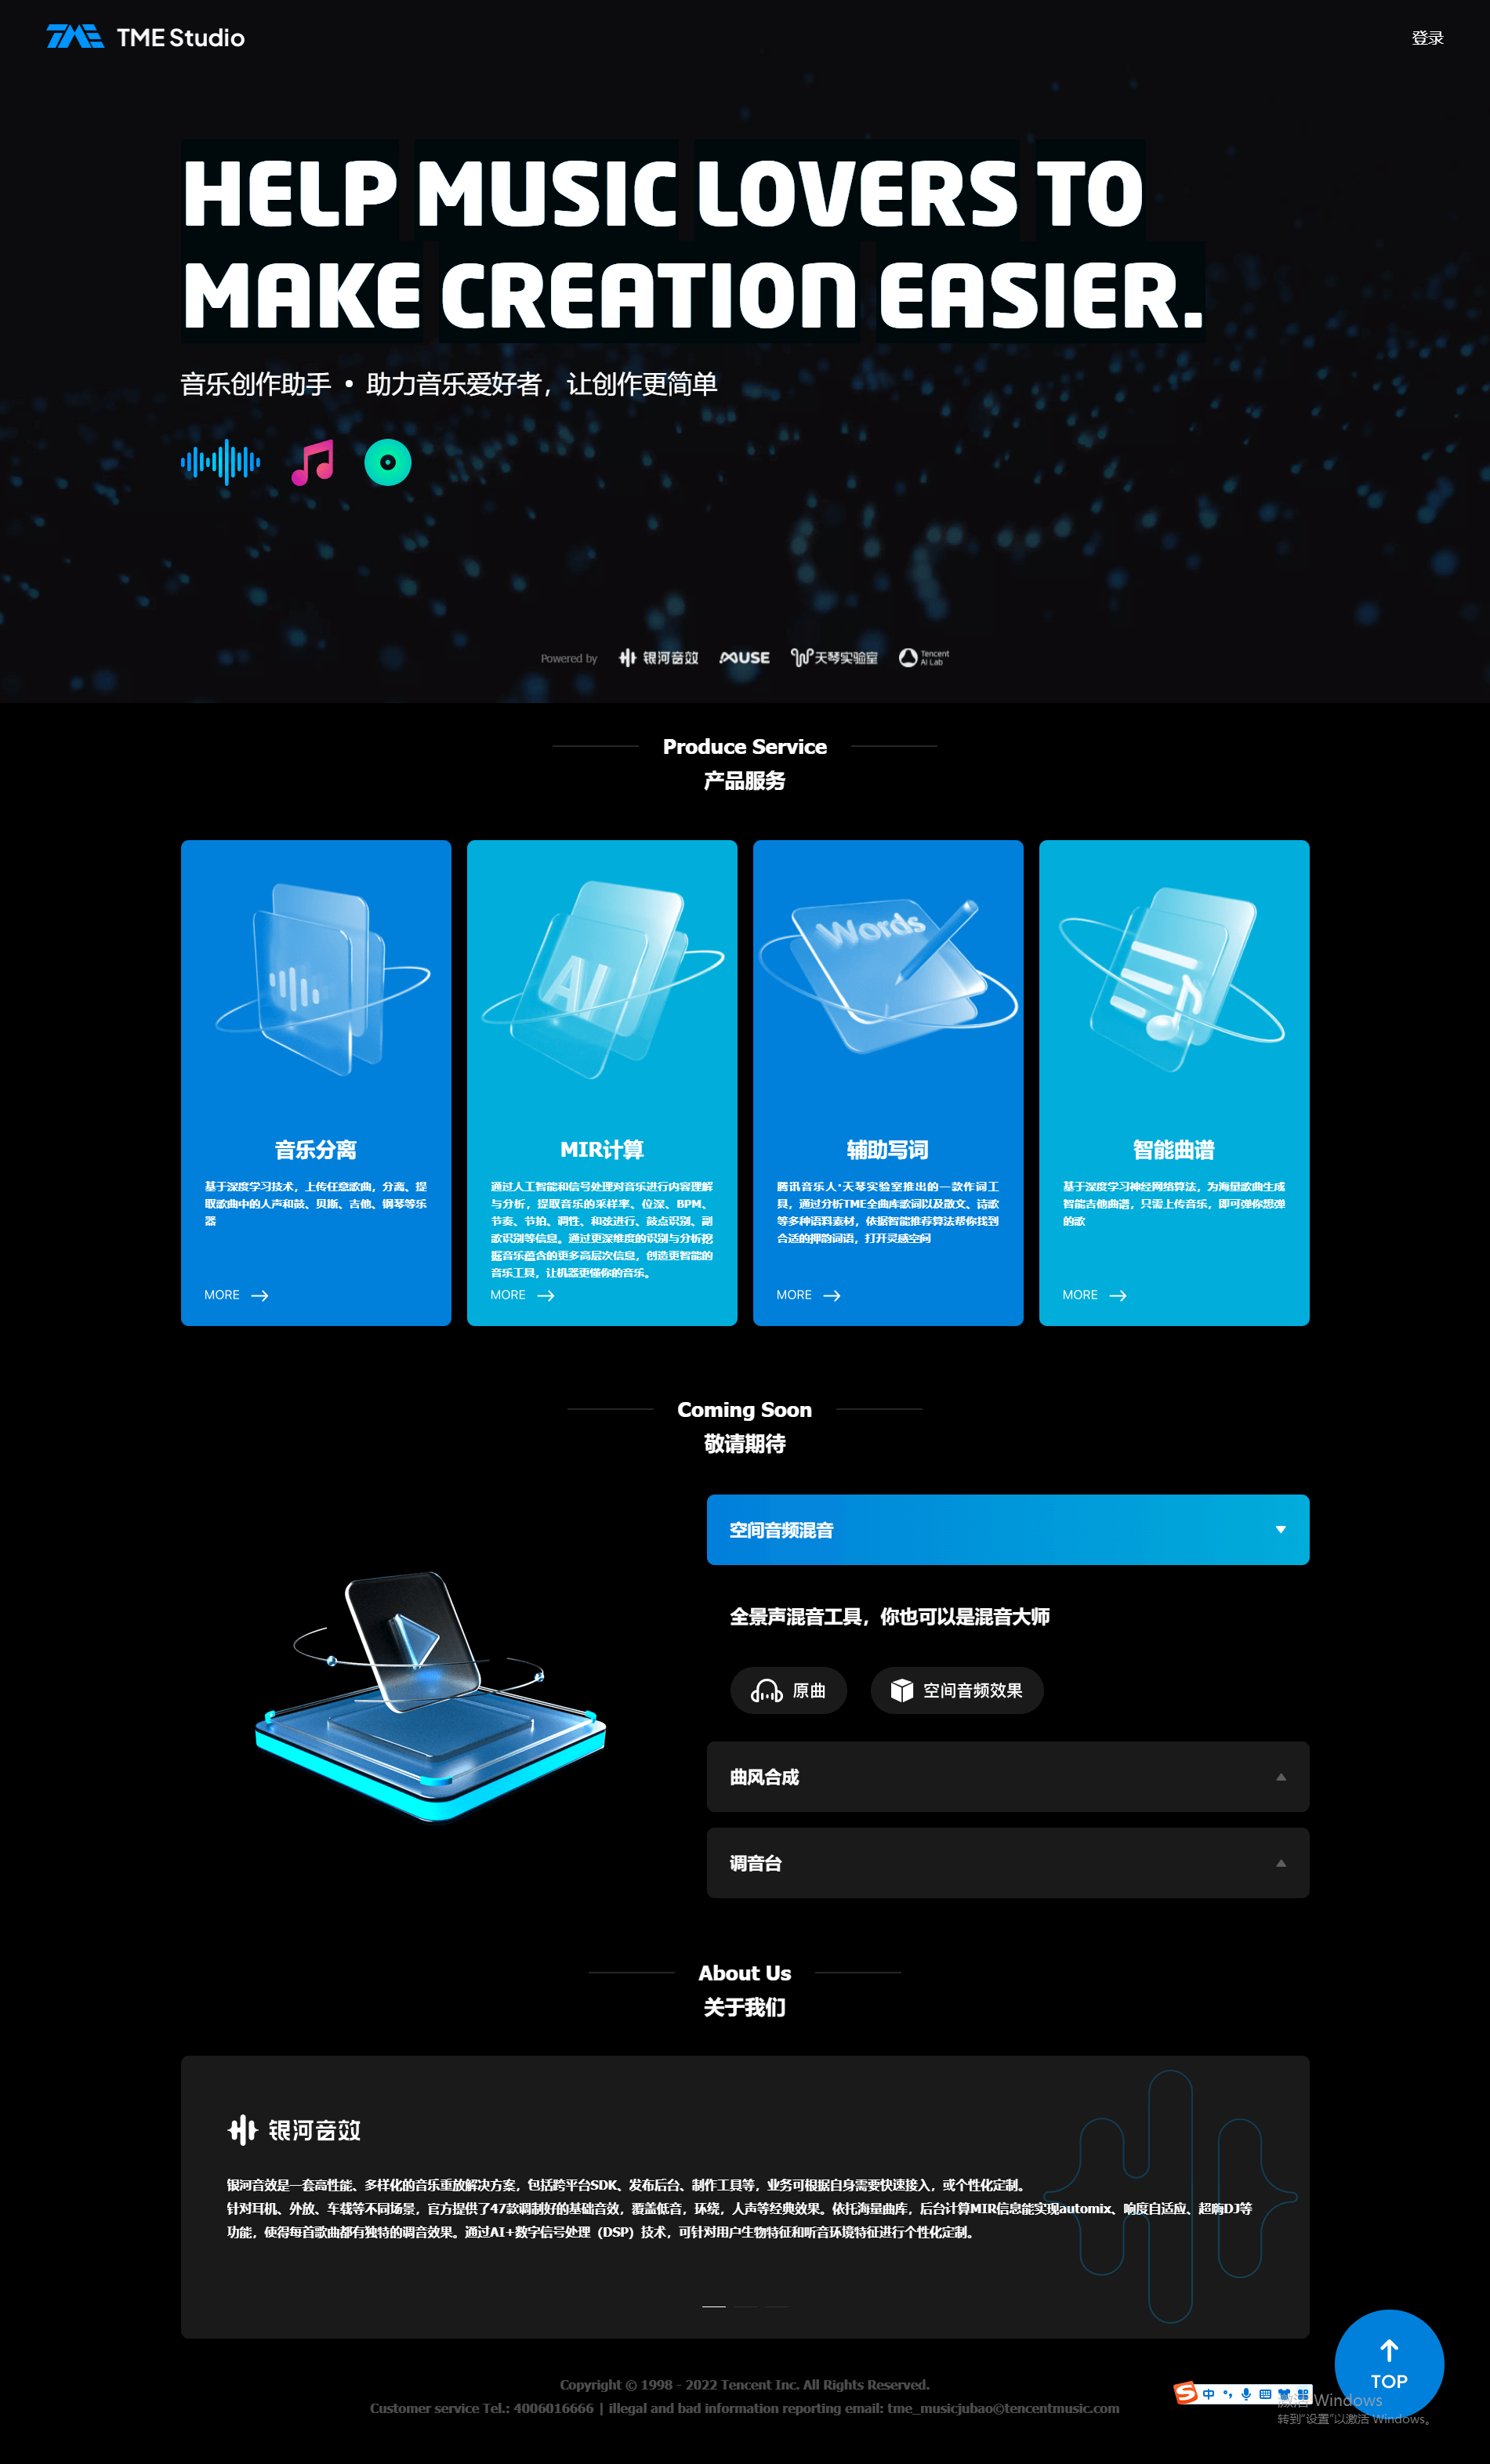 TME Studio
登录
HELP MUSIC LOVERS TO
MAKE CREATION EASIER.
音乐创作助手 • 助力音乐爱好者，让创作更简单
Powered by 银河音效 MUSE 天琴实验室 Tencent AI Lab
Produce Service
产品服务
Words
AI
音乐分离
基于深度学习技术，上传任意歌曲，分离、提
取歌曲中的人声和鼓、贝斯、吉他、钢琴等乐
器
MORE
MIR计算
通过人工智能和信号处理对音乐进行内容理解
与分析，提取音乐的采样率、位深、BPM、
节奏、节拍、调性、和弦进行、鼓点识别、副
歌识别等信息。通过更深维度的识别与分析挖
掘音乐蕴含的更多高层次信息，创造更智能的
音乐工具，让机器更懂你的音乐。
MORE
辅助写词
腾讯音乐人·天琴实验室推出的一款作词工
具，通过分析TME全曲库歌词以及散文、诗歌
等多种语料素材，依据智能推荐算法帮你找到
合适的押韵词语，打开灵感空间
MORE
智能曲谱
基于深度学习神经网络算法，为海量歌曲生成
智能吉他曲谱，只需上传音乐，即可弹你想弹
的歌
MORE
Coming Soon
敬请期待
空间音频混音
全景声混音工具，你也可以是混音大师
原曲 空间音频效果
曲风合成
调音台
About Us
关于我们
银河音效
银河音效是一套高性能、多样化的音乐重放解决方案，包括跨平台SDK、发布后台、制作工具等，业务可根据自身需要快速接入，或个性化定制。
针对耳机、外放、车载等不同场景，官方提供了47款调制好的基础音效，覆盖低音，环绕，人声等经典效果。依托海量曲库，后台计算MIR信息能实现automix、响度自适应、超嗨DJ等
功能，使得每首歌曲都有独特的调音效果。通过AI+数字信号处理（DSP）技术，可针对用户生物特征和听音环境特征进行个性化定制。
TOP
Copyright © 1998 - 2022 Tencent Inc. All Rights Reserved.
Customer service Tel.: 4006016666 | illegal and bad information reporting email: tme_musicjubao@tencentmusic.com
中
激活 Windows
转到"设置"以激活 Windows。